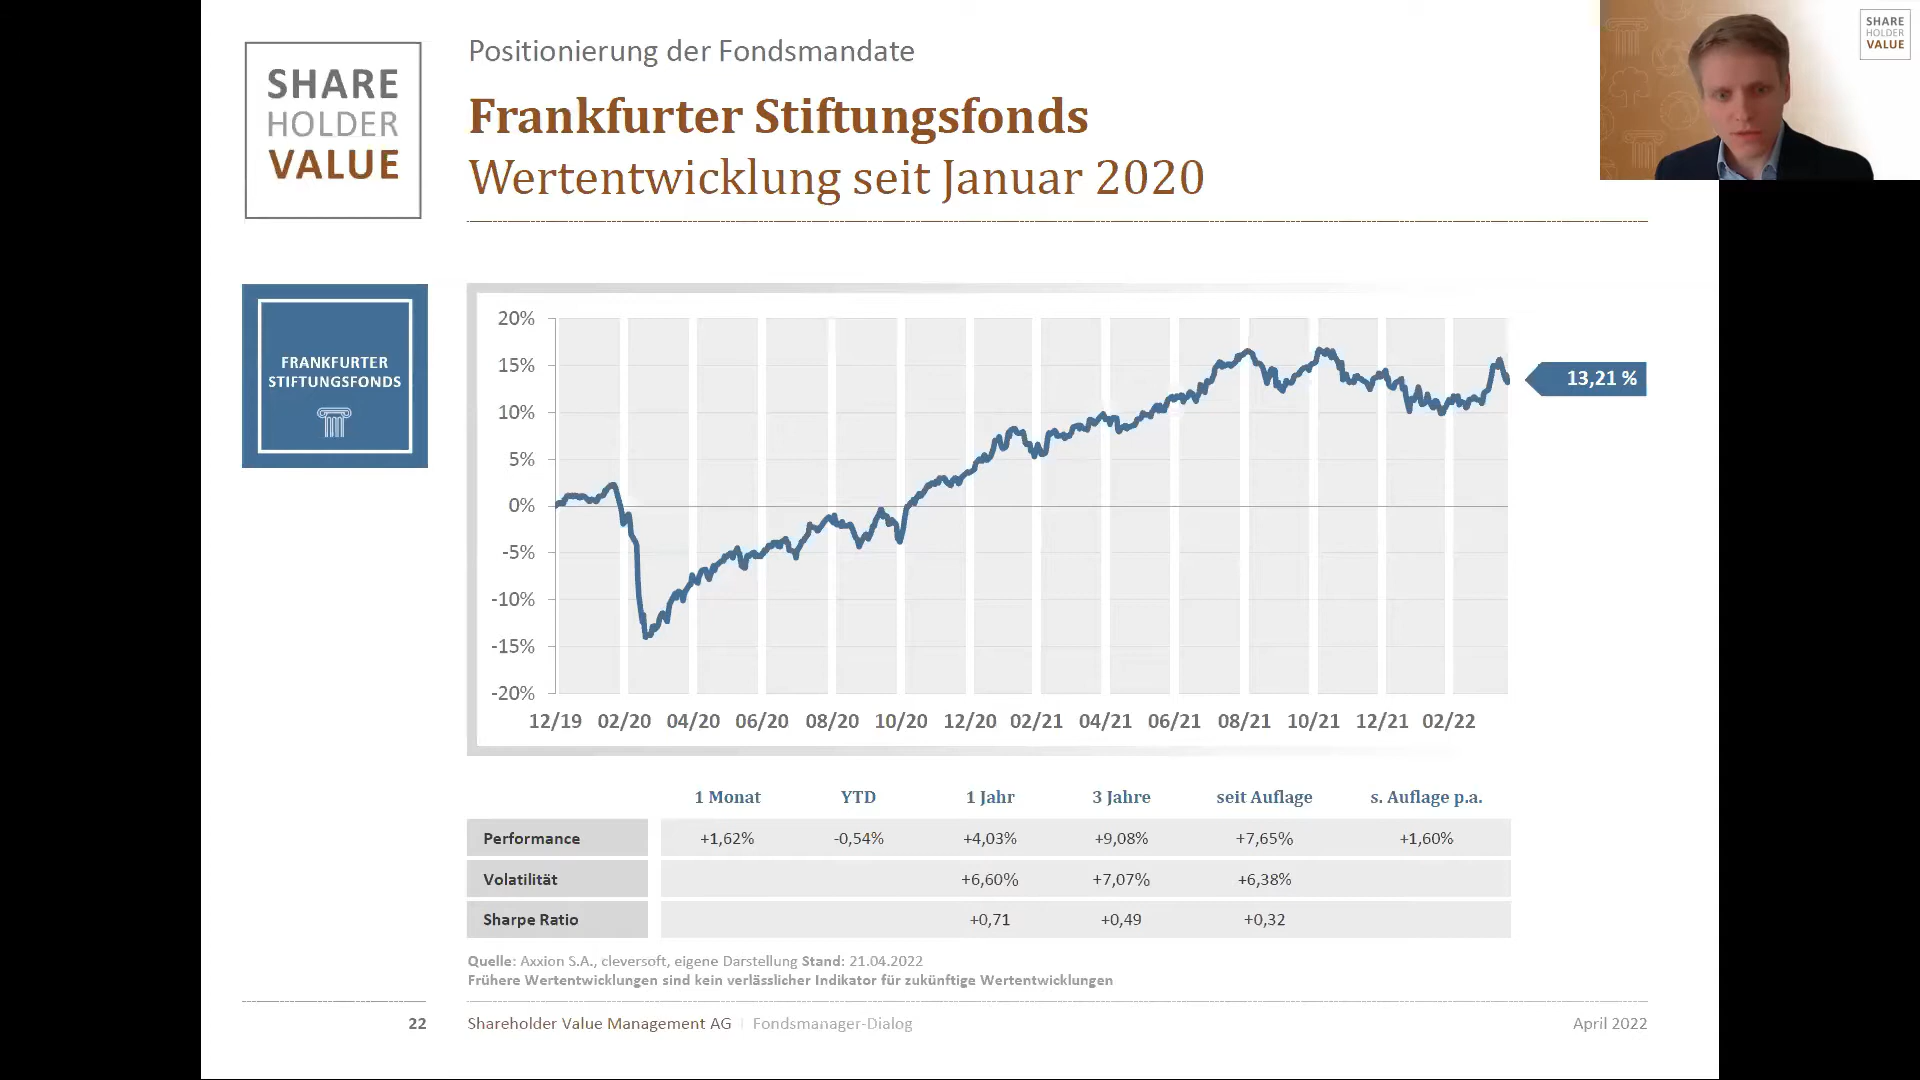 SHARE
HOLDER
VALUE
Positionierung der Fondsmandate
Frankfurter Stiftungsfonds
Wertentwicklung seit Januar 2020
SHARE
HOLDER
VALUE
FRANKFURTER
STIFTUNGSFONDS
20%
15%
10%
5%
0%
-5%
-10%
-15%
-20%
12/19 02/20 04/20 06/20 08/20 10/20 12/20 02/21 04/21 06/21 08/21 10/21 12/21 02/22
13,21 %
1 Monat YTD 1 Jahr 3 Jahre seit Auflage s. Auflage p.a.
Performance +1,62% -0,54% +4,03% +9,08% +7,65% +1,60%
Volatilität +6,60% +7,07% +6,38%
Sharpe Ratio +0,71 +0,49 +0,32
Quelle: Axxion S.A., cleversoft, eigene Darstellung Stand: 21.04.2022
Frühere Wertentwicklungen sind kein verlässlicher Indikator für zukünftige Wertentwicklungen
22 Shareholder Value Management AG | Fondsmanager-Dialog April 2022